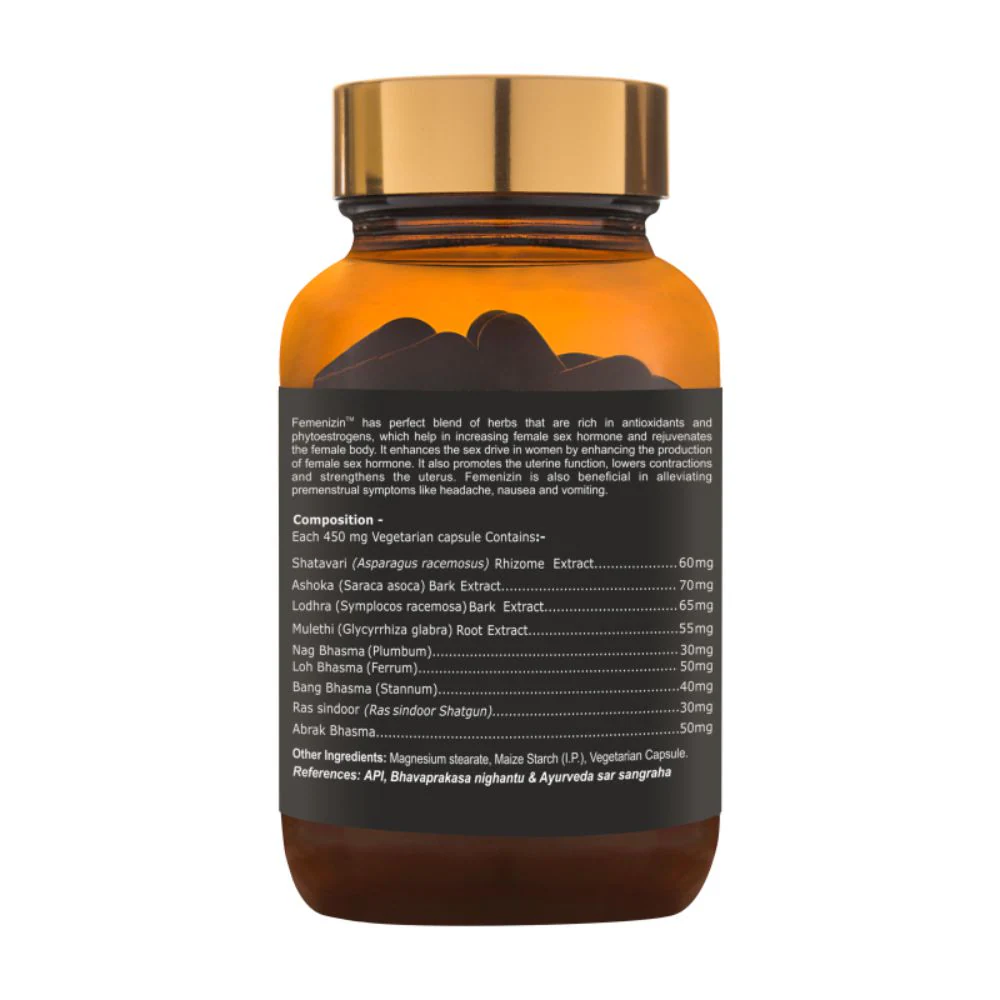 Femenizin™ has perfect blend of herbs that are rich in antioxidants and
phytoestrogens, which help in increasing female sex hormone and rejuvenates
the female body. It enhances the sex drive in women by enhancing the production
of female sex hormone. It also promotes the uterine function, lowers contractions
and strengthens the uterus. Femenizin is also beneficial in alleviating
premenstrual symptoms like headache, nausea and vomiting.
Composition -
Each 450 mg Vegetarian capsule Contains:-
Shatavari (Asparagus racemosus) Rhizome Extract....................60mg
Ashoka (Saraca asoca) Bark Extract.......................................... 70mg
Lodhra (Symplocos racemosa) Bark Extract................................65mg
Mulethi (Glycyrrhiza glabra) Root Extract....................................55mg
Nag Bhasma (Plumbum)............................................................30mg
Loh Bhasma (Ferrum)............................................................... 50mg
Bang Bhasma (Stannum)...........................................................40mg
Ras sindoor (Ras sindoor Shatgun).............................................30mg
Abrak Bhasma.........................................................................50mg
Other Ingredients: Magnesium stearate, Maize Starch (I.P.), Vegetarian Capsule.
References: API, Bhavaprakasa nighantu & Ayurveda sar sangraha